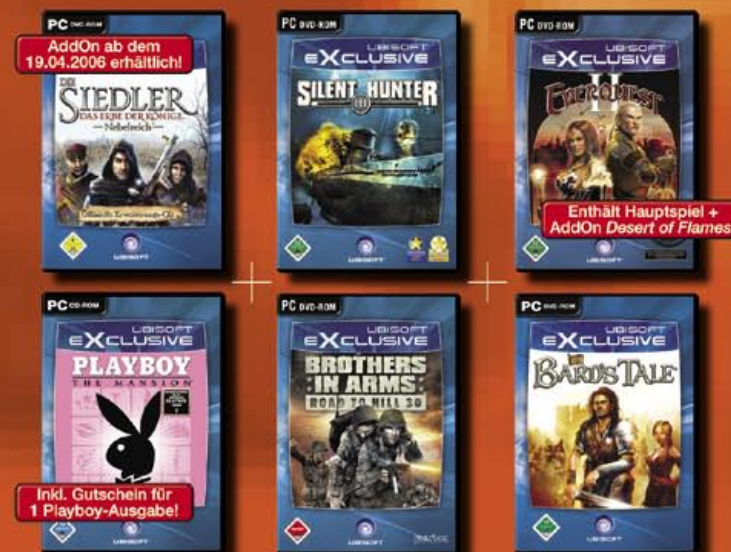 PC DVD-ROM
AddOn ab dem
19.04.2006 erhältlich!
DIE
SIEDLER
DAS ERBE DER KÖNIGE
— Nebelreich —
Offizielle Erweiterungs-CD
UBISOFT
PC DVD-ROM
UBISOFT
EXCLUSIVE
SILENT HUNTER
III
UBISOFT
PC DVD-ROM
UBISOFT
EXCLUSIVE
EVERQUEST
II
Enthält Hauptspiel +
AddOn Desert of Flames
UBISOFT
PC CD-ROM
UBISOFT
EXCLUSIVE
PLAYBOY
THE MANSION
Inkl. Gutschein für
1 Playboy-Ausgabe!
UBISOFT
PC DVD-ROM
UBISOFT
EXCLUSIVE
BROTHERS
IN ARMS
ROAD TO HILL 30
UBISOFT
PC DVD-ROM
UBISOFT
EXCLUSIVE
THE
BARD'S TALE
UBISOFT